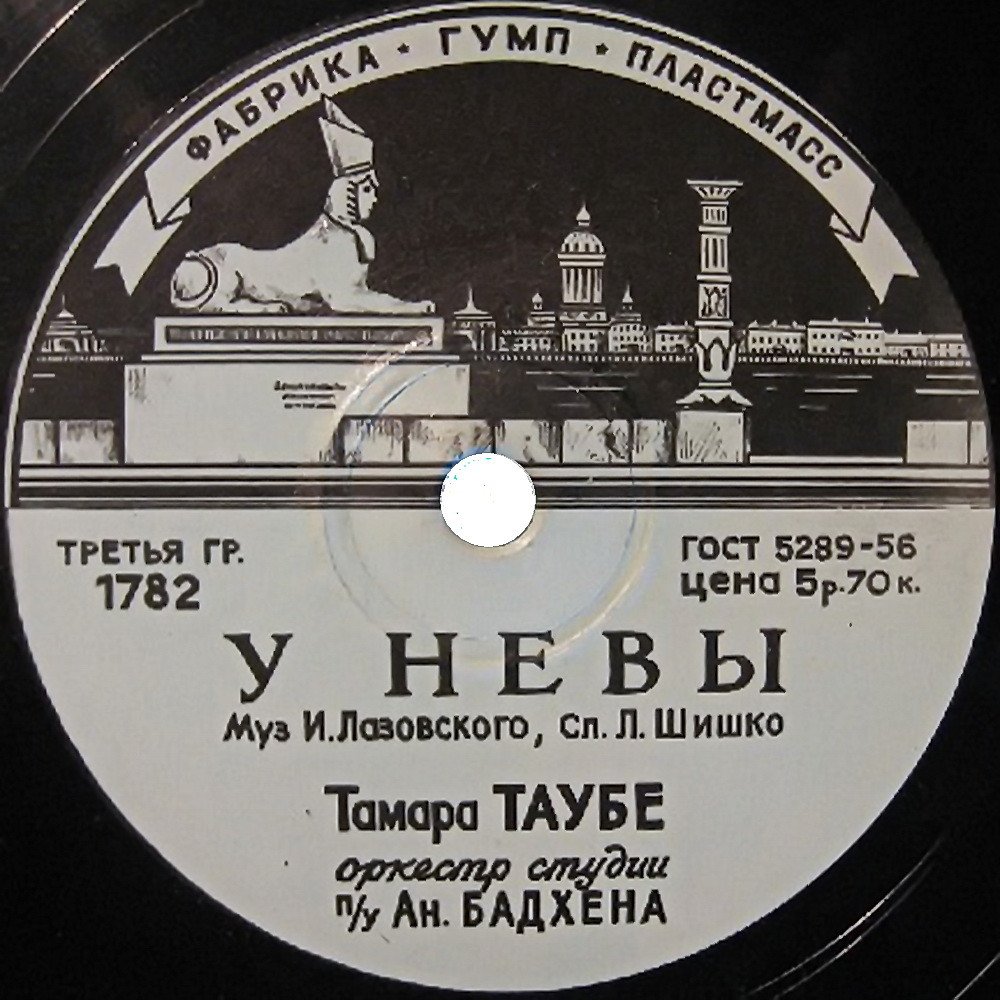 ФАБРИКА • ГУМП • ПЛАСТМАСС
ТРЕТЬЯ ГР.
1782
ГОСТ 5289-56
цена 5р.70к.
У НЕВЫ
Муз И.Лазовского, Сл. Л. Шишко
Тамара ТАУБЕ
оркестр студии
п/у Ан. БАДХЕНА